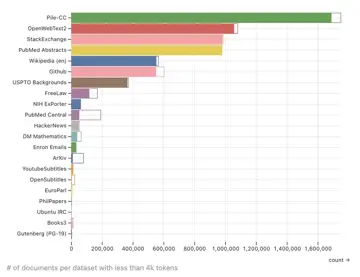 Pile-CC
OpenWebText2
StackExchange
PubMed Abstracts
Wikipedia (en)
Github
USPTO Backgrounds
FreeLaw
NIH ExPorter
PubMed Central
HackerNews
DM Mathematics
Enron Emails
ArXiv
YoutubeSubtitles
OpenSubtitles
EuroParl
PhilPapers
Ubuntu IRC
Books3
Gutenberg (PG-19)
0 200,000 400,000 600,000 800,000 1,000,000 1,200,000 1,400,000 1,600,000
count →
# of documents per dataset with less than 4k tokens